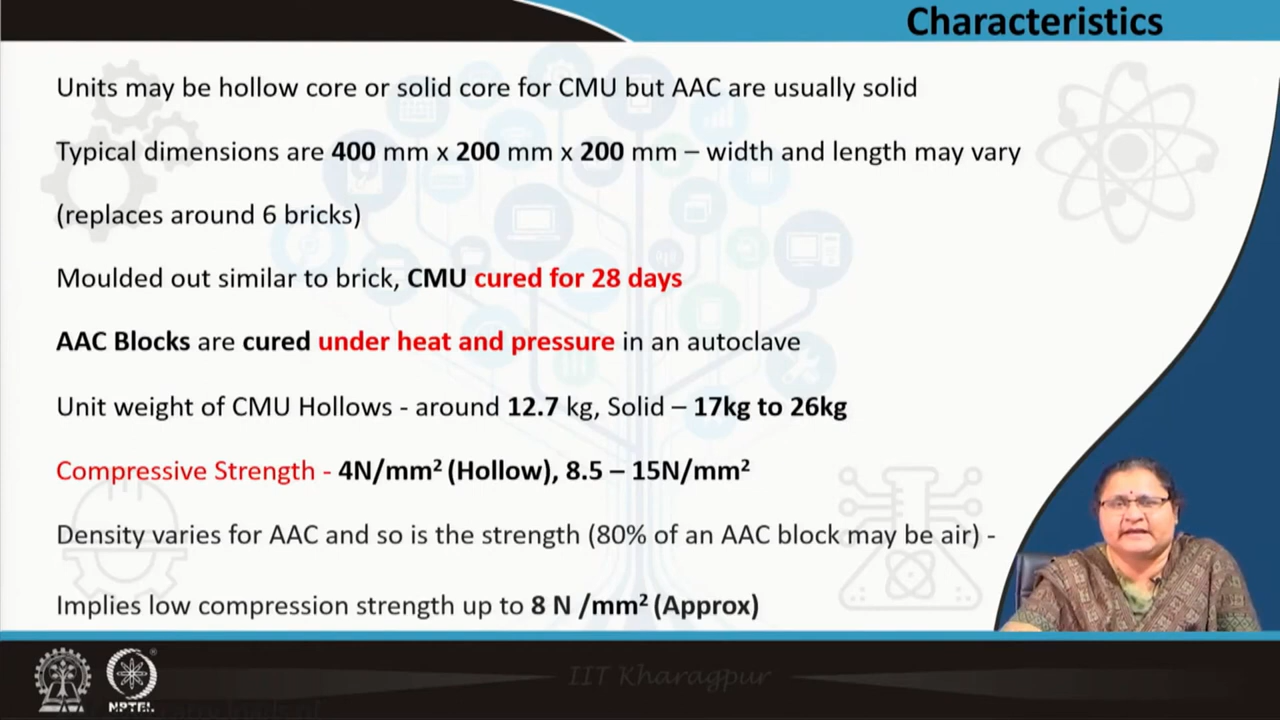 Characteristics
Units may be hollow core or solid core for CMU but AAC are usually solid
Typical dimensions are 400 mm x 200 mm x 200 mm – width and length may vary
(replaces around 6 bricks)
Moulded out similar to brick, CMU cured for 28 days
AAC Blocks are cured under heat and pressure in an autoclave
Unit weight of CMU Hollows - around 12.7 kg, Solid – 17kg to 26kg
Compressive Strength - 4N/mm² (Hollow), 8.5 – 15N/mm²
Density varies for AAC and so is the strength (80% of an AAC block may be air) -
Implies low compression strength up to 8 N /mm² (Approx)
IIT Kharagpur
NPTEL